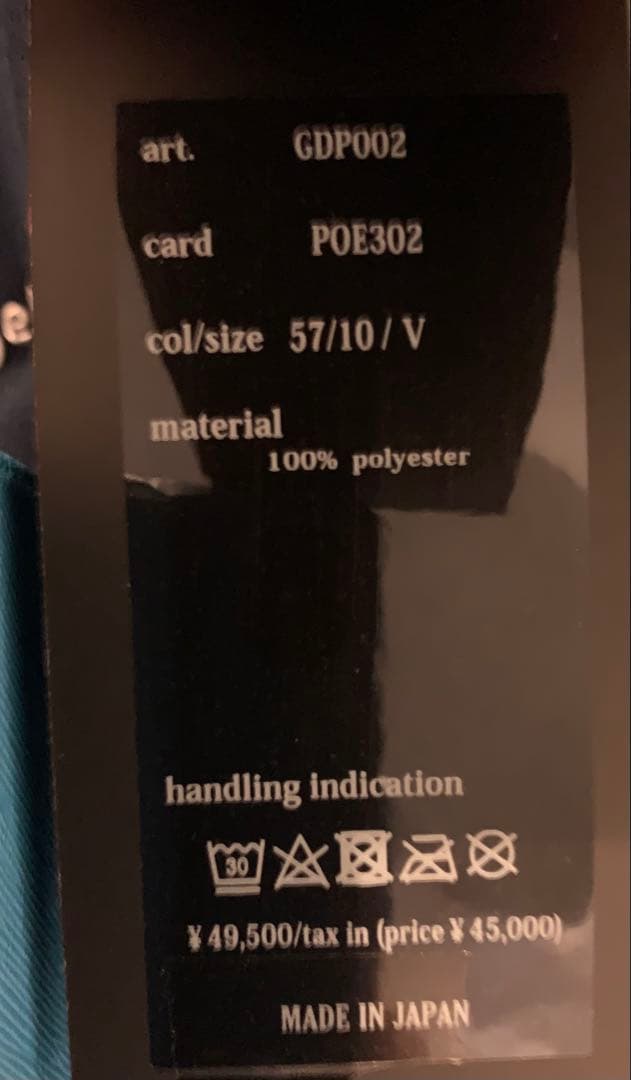 art. GDP002
card POE302
col/size 57/10 / V
material
100% polyester
handling indication
30
¥ 49,500/tax in (price ¥ 45,000)
MADE IN JAPAN